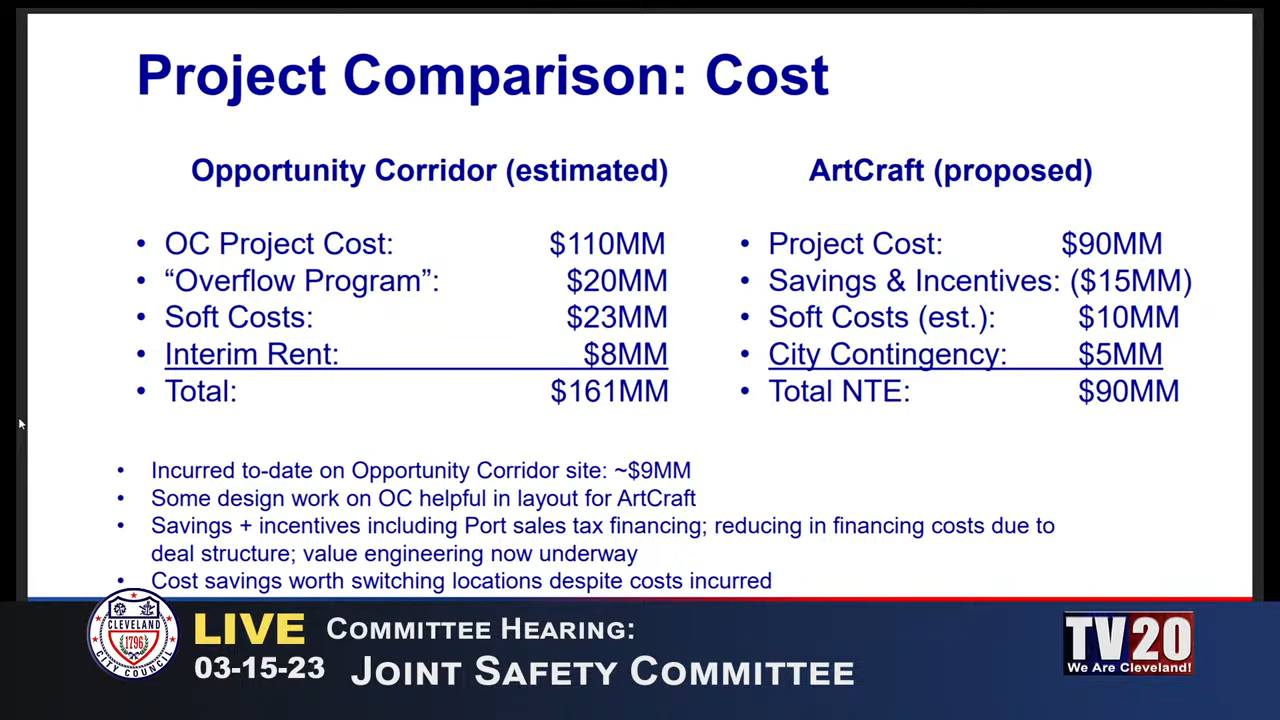 Project Comparison: Cost
Opportunity Corridor (estimated)
• OC Project Cost: $110MM
• “Overflow Program”: $20MM
• Soft Costs: $23MM
• Interim Rent: $8MM
• Total: $161MM
ArtCraft (proposed)
• Project Cost: $90MM
• Savings & Incentives: ($15MM)
• Soft Costs (est.): $10MM
• City Contingency: $5MM
• Total NTE: $90MM
• Incurred to-date on Opportunity Corridor site: ~$9MM
• Some design work on OC helpful in layout for ArtCraft
• Savings + incentives including Port sales tax financing; reducing in financing costs due to
deal structure; value engineering now underway
• Cost savings worth switching locations despite costs incurred
CLEVELAND
1796
CITY COUNCIL
LIVE
03-15-23
COMMITTEE HEARING:
JOINT SAFETY COMMITTEE
TV20
We Are Cleveland!